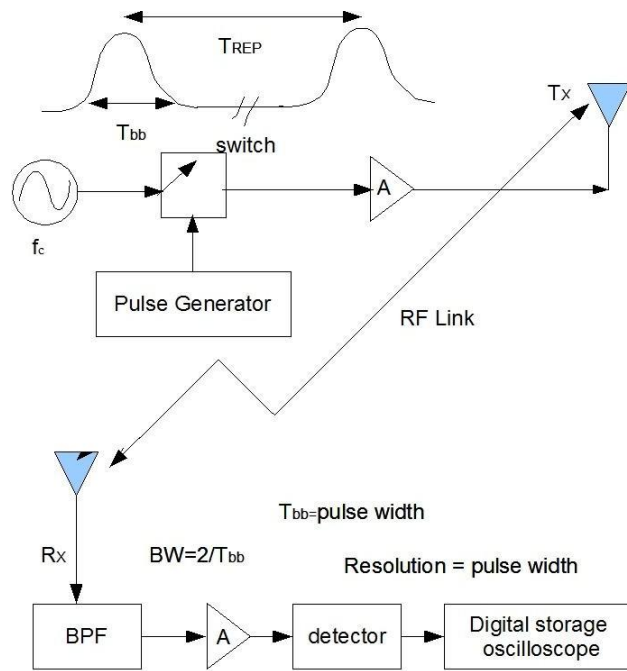 TREP
Tbb
switch
Tx
A
fc
Pulse Generator
RF Link
Tbb=pulse width
Rx
BW=2/Tbb
Resolution = pulse width
BPF
A
detector
Digital storage
oscilloscope